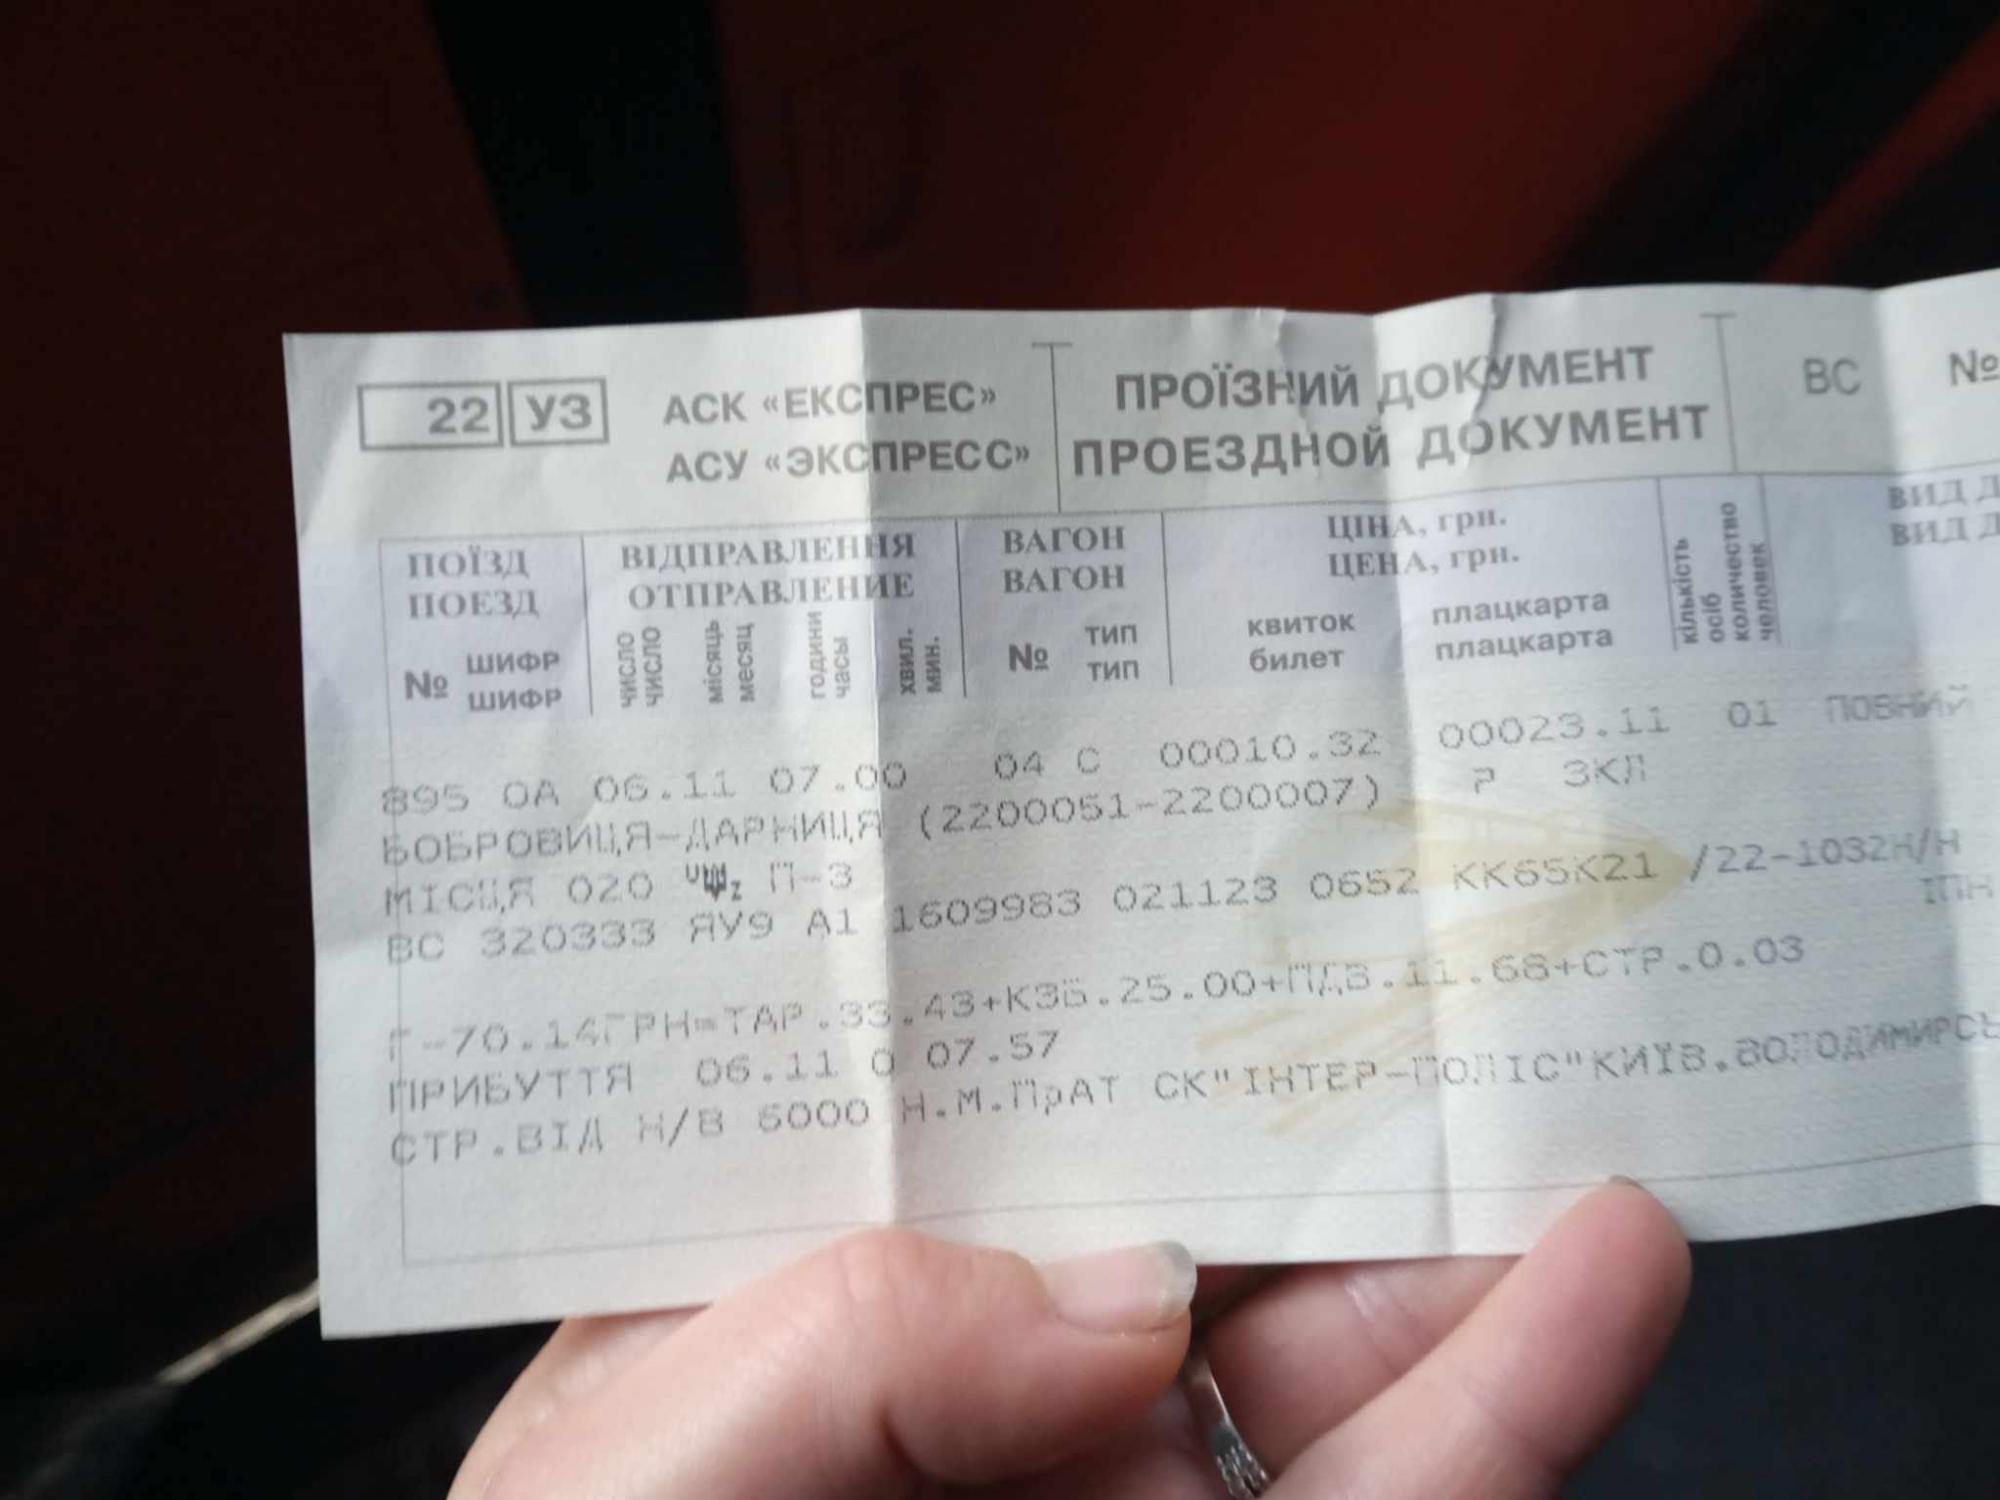 22 УЗ АСК «ЕКСПРЕС» ПРОЇЗНИЙ ДОКУМЕНТ ВС №
АСУ «ЭКСПРЕСС» ПРОЕЗДНОЙ ДОКУМЕНТ
ПОЇЗД ВІДПРАВЛЕННЯ ВАГОН ЦІНА, грн. кількість осіб ВИД Д
ПОЕЗД ОТПРАВЛЕНИЕ ВАГОН ЦЕНА, грн. количество человек ВИД Д
№ шифр число місяць години хвил. № тип квиток плацкарта
шифр число месяц часы мин. тип билет плацкарта
895 ОА 06.11 07.00 04 С 00010.32 00023.11 01 ПОВНИЙ
БОБРОВИЦЯ-ДАРНИЦЯ (2200051-2200007) Р 3КЛ
МІСЦЯ 020 UZ П-3
ВС 320333 ЯУ9 А1 1609983 021123 0652 КК65К21 /22-1032Н/Н
ІПН
Г-70.14ГРН=ТАР.33.43+КЗБ.25.00+ПДВ.11.68+СТР.0.03
ПРИБУТТЯ 06.11 О 07.57
СТР.ВІД Н/В 6000 Н.М.ПрАТ СК"ІНТЕР-ПОЛІС"КИЇВ.ВОЛОДИМИРСЬ